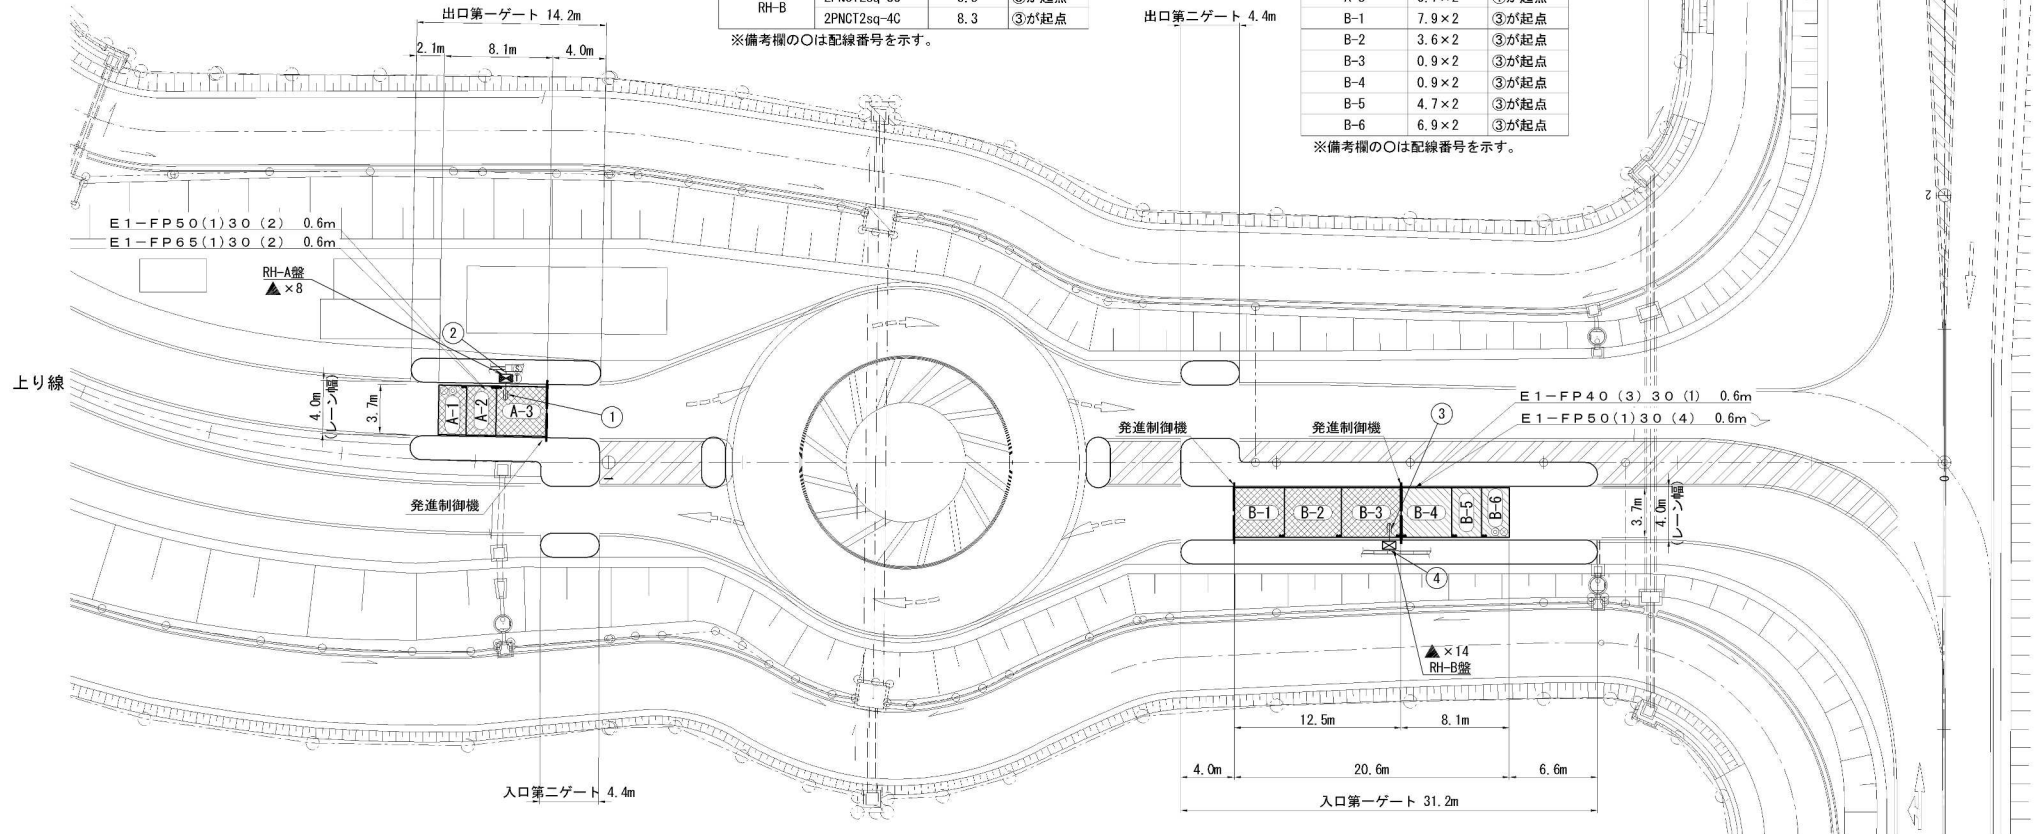 出口第一ゲート 14.2m
2.1m
8.1m
4.0m
RH-B
2PNCT2sq-4C
8.3
③が起点
※備考欄の○は配線番号を示す。
出口第二ゲート 4.4m
B-1
7.9×2
③が起点
B-2
3.6×2
③が起点
B-3
0.9×2
③が起点
B-4
0.9×2
③が起点
B-5
4.7×2
③が起点
B-6
6.9×2
③が起点
※備考欄の○は配線番号を示す。
E1-FP50(1)30 (2) 0.6m
E1-FP65(1)30 (2) 0.6m
RH-A盤
▲×8
②
上り線
4.0m
(レーン幅)
3.7m
A-1
A-2
A-3
①
発進制御機
発進制御機
発進制御機
③
E1-FP40 (3) 30 (1) 0.6m
E1-FP50(1)30 (4) 0.6m
B-1
B-2
B-3
B-4
B-5
B-6
3.7m
4.0m
(レーン幅)
④
▲×14
RH-B盤
12.5m
8.1m
4.0m
20.6m
6.6m
入口第二ゲート 4.4m
入口第一ゲート 31.2m
1
0
2